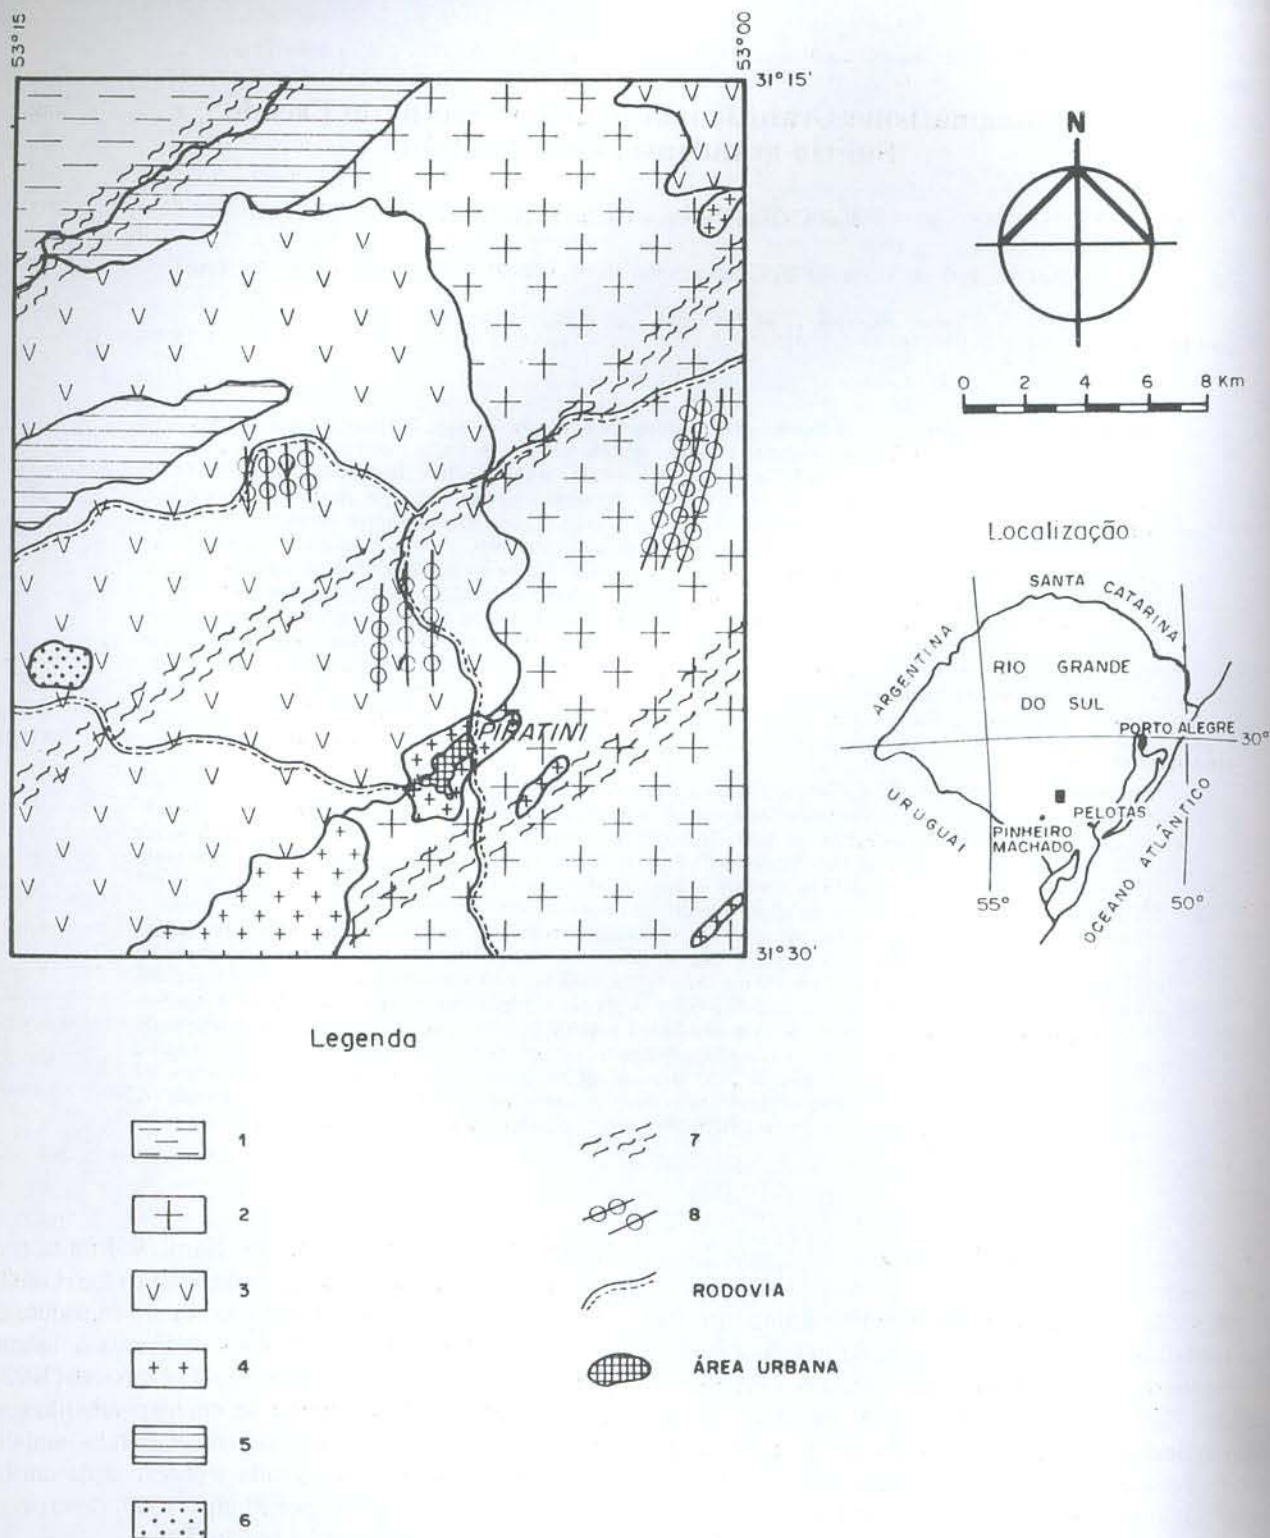 53°15
53°00
31°15'
N
0 2 4 6 8 Km
PIRATINI
31°30'
Localização
SANTA CATARINA
ARGENTINA
RIO GRANDE
DO SUL
PORTO ALEGRE
30°
URUGUAI
PELOTAS
PINHEIRO
MACHADO
OCEANO ATLÂNTICO
55°
50°
Legenda
1
2
3
4
5
6
7
8
RODOVIA
ÁREA URBANA